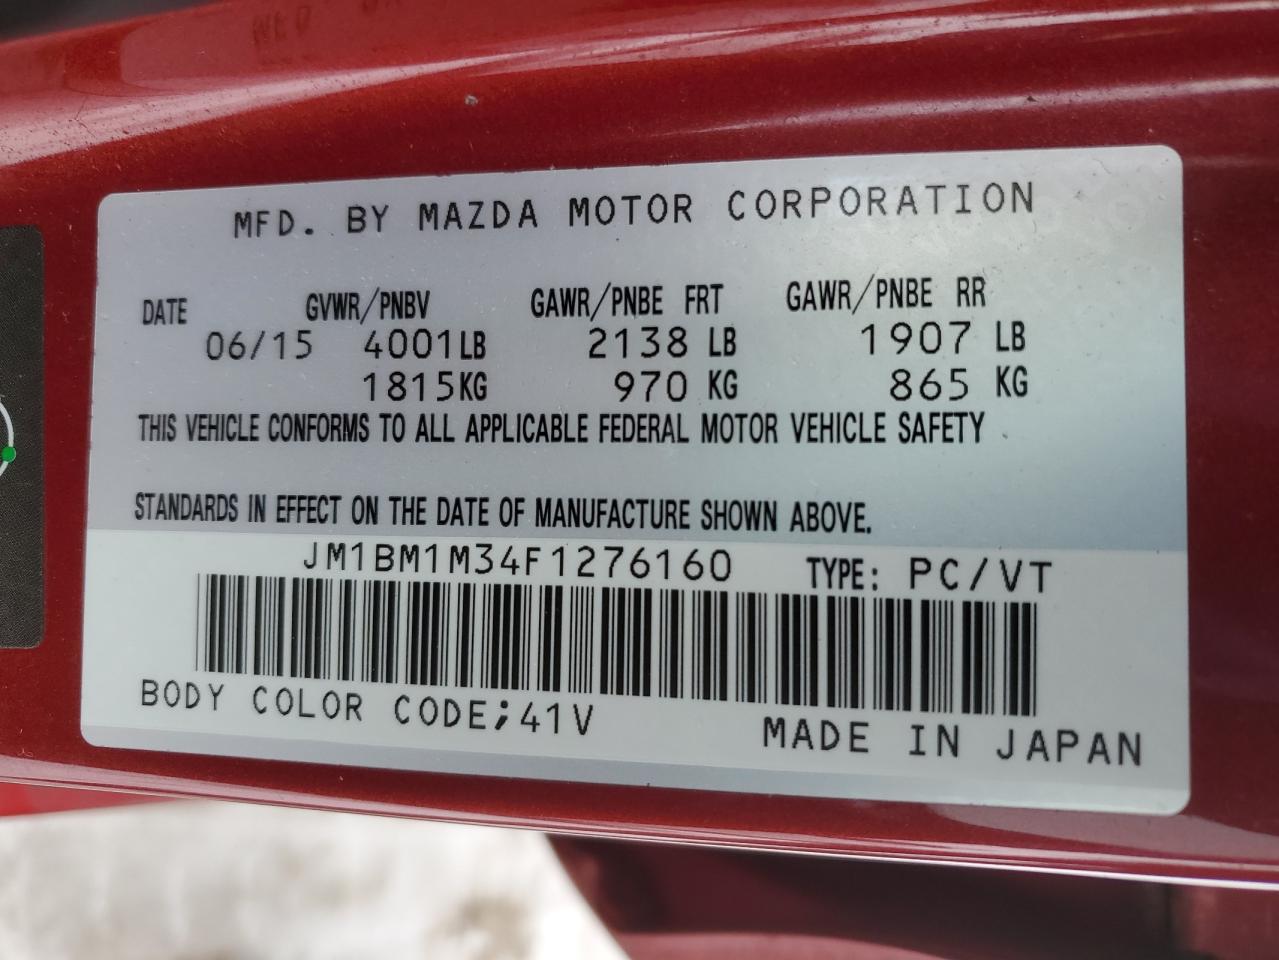 MFD. BY MAZDA MOTOR CORPORATION
DATE GVWR/PNBV GAWR/PNBE FRT GAWR/PNBE RR
06/15 4001LB 2138 LB 1907 LB
1815KG 970 KG 865 KG
THIS VEHICLE CONFORMS TO ALL APPLICABLE FEDERAL MOTOR VEHICLE SAFETY
STANDARDS IN EFFECT ON THE DATE OF MANUFACTURE SHOWN ABOVE.
JM1BM1M34F1276160 TYPE: PC/VT
BODY COLOR CODE;41V MADE IN JAPAN